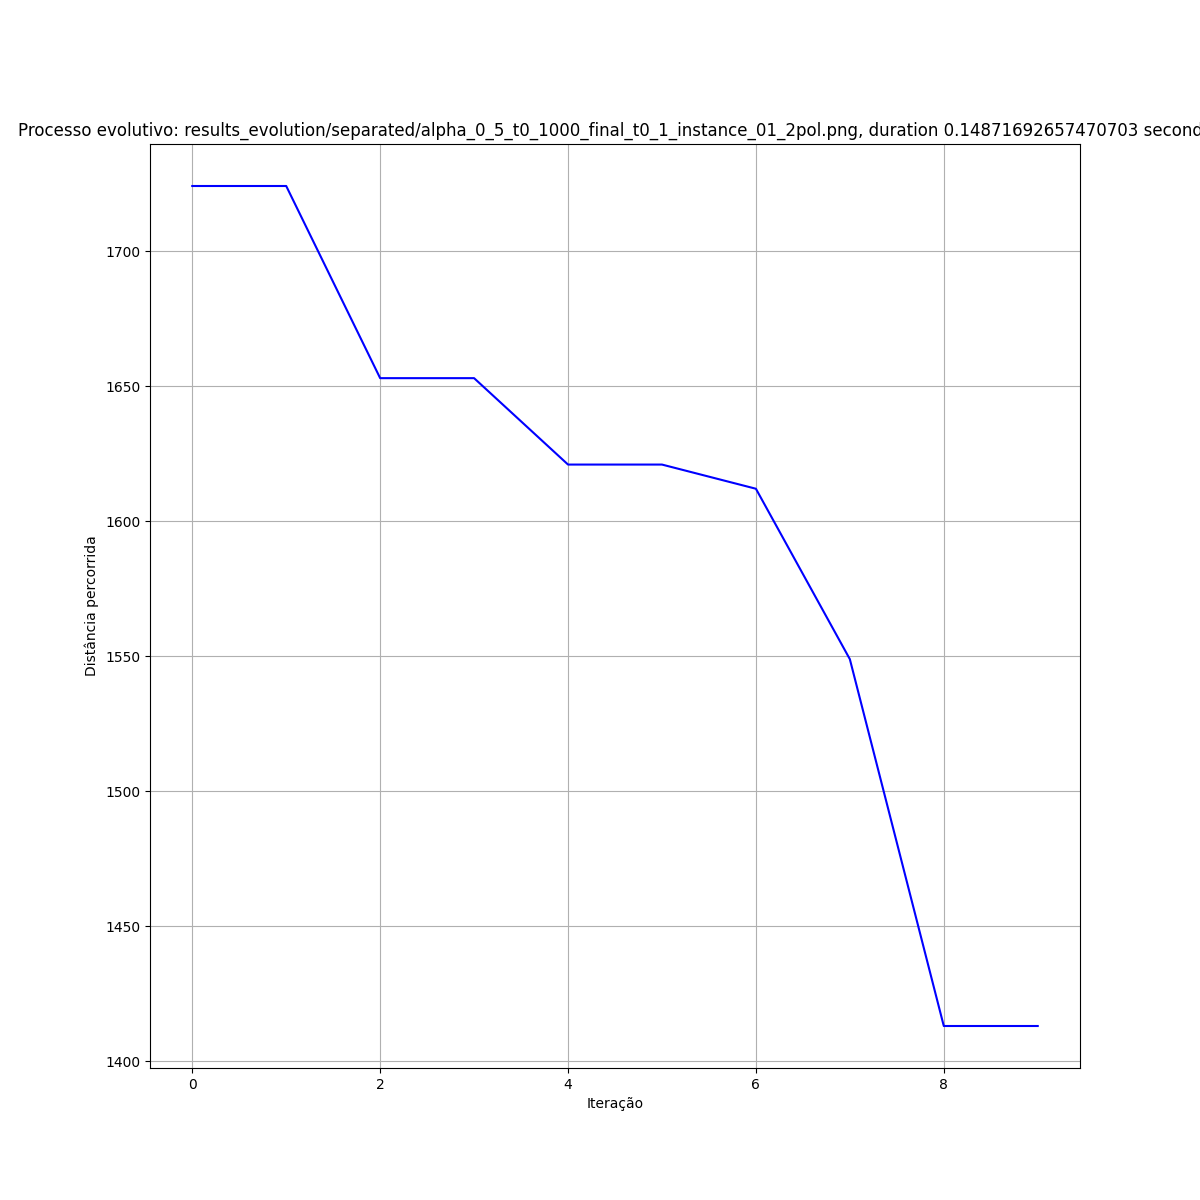 Processo evolutivo: results_evolution/separated/alpha_0_5_t0_1000_final_t0_1_instance_01_2pol.png, duration 0.14871692657470703 second
1700
1650
1600
1550
1500
1450
1400
Distância percorrida
0 2 4 6 8
Iteração